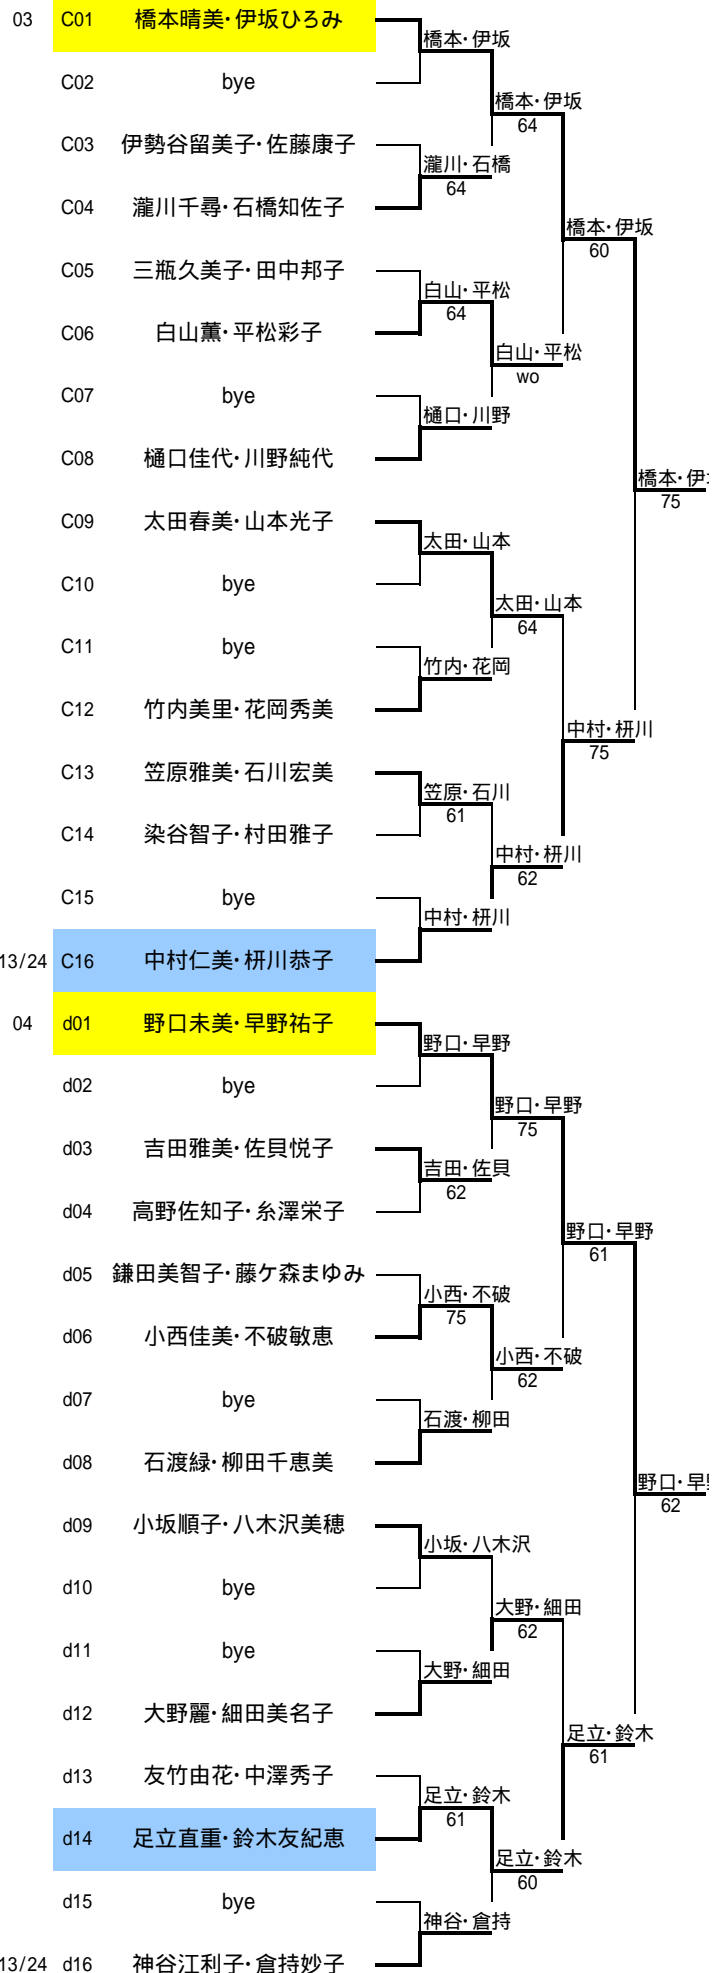 03 C01 橋本晴美・伊坂ひろみ
橋本・伊坂
C02 bye
橋本・伊坂
64
C03 伊勢谷留美子・佐藤康子
瀧川・石橋
64
C04 瀧川千尋・石橋知佐子
橋本・伊坂
60
C05 三瓶久美子・田中邦子
白山・平松
64
C06 白山薫・平松彩子
白山・平松
wo
C07 bye
樋口・川野
C08 樋口佳代・川野純代
橋本・伊
75
C09 太田春美・山本光子
太田・山本
C10 bye
太田・山本
64
C11 bye
竹内・花岡
C12 竹内美里・花岡秀美
中村・枡川
75
C13 笠原雅美・石川宏美
笠原・石川
61
C14 染谷智子・村田雅子
中村・枡川
62
C15 bye
中村・枡川
13/24 C16 中村仁美・枡川恭子
04 d01 野口未美・早野祐子
野口・早野
d02 bye
野口・早野
75
d03 吉田雅美・佐貝悦子
吉田・佐貝
62
d04 高野佐知子・糸澤栄子
野口・早野
61
d05 鎌田美智子・藤ケ森まゆみ
小西・不破
75
d06 小西佳美・不破敏恵
小西・不破
62
d07 bye
石渡・柳田
d08 石渡緑・柳田千恵美
野口・早野
62
d09 小坂順子・八木沢美穂
小坂・八木沢
d10 bye
大野・細田
62
d11 bye
大野・細田
d12 大野麗・細田美名子
足立・鈴木
61
d13 友竹由花・中澤秀子
足立・鈴木
61
d14 足立直重・鈴木友紀恵
足立・鈴木
60
d15 bye
神谷・倉持
13/24 d16 神谷江利子・倉持妙子